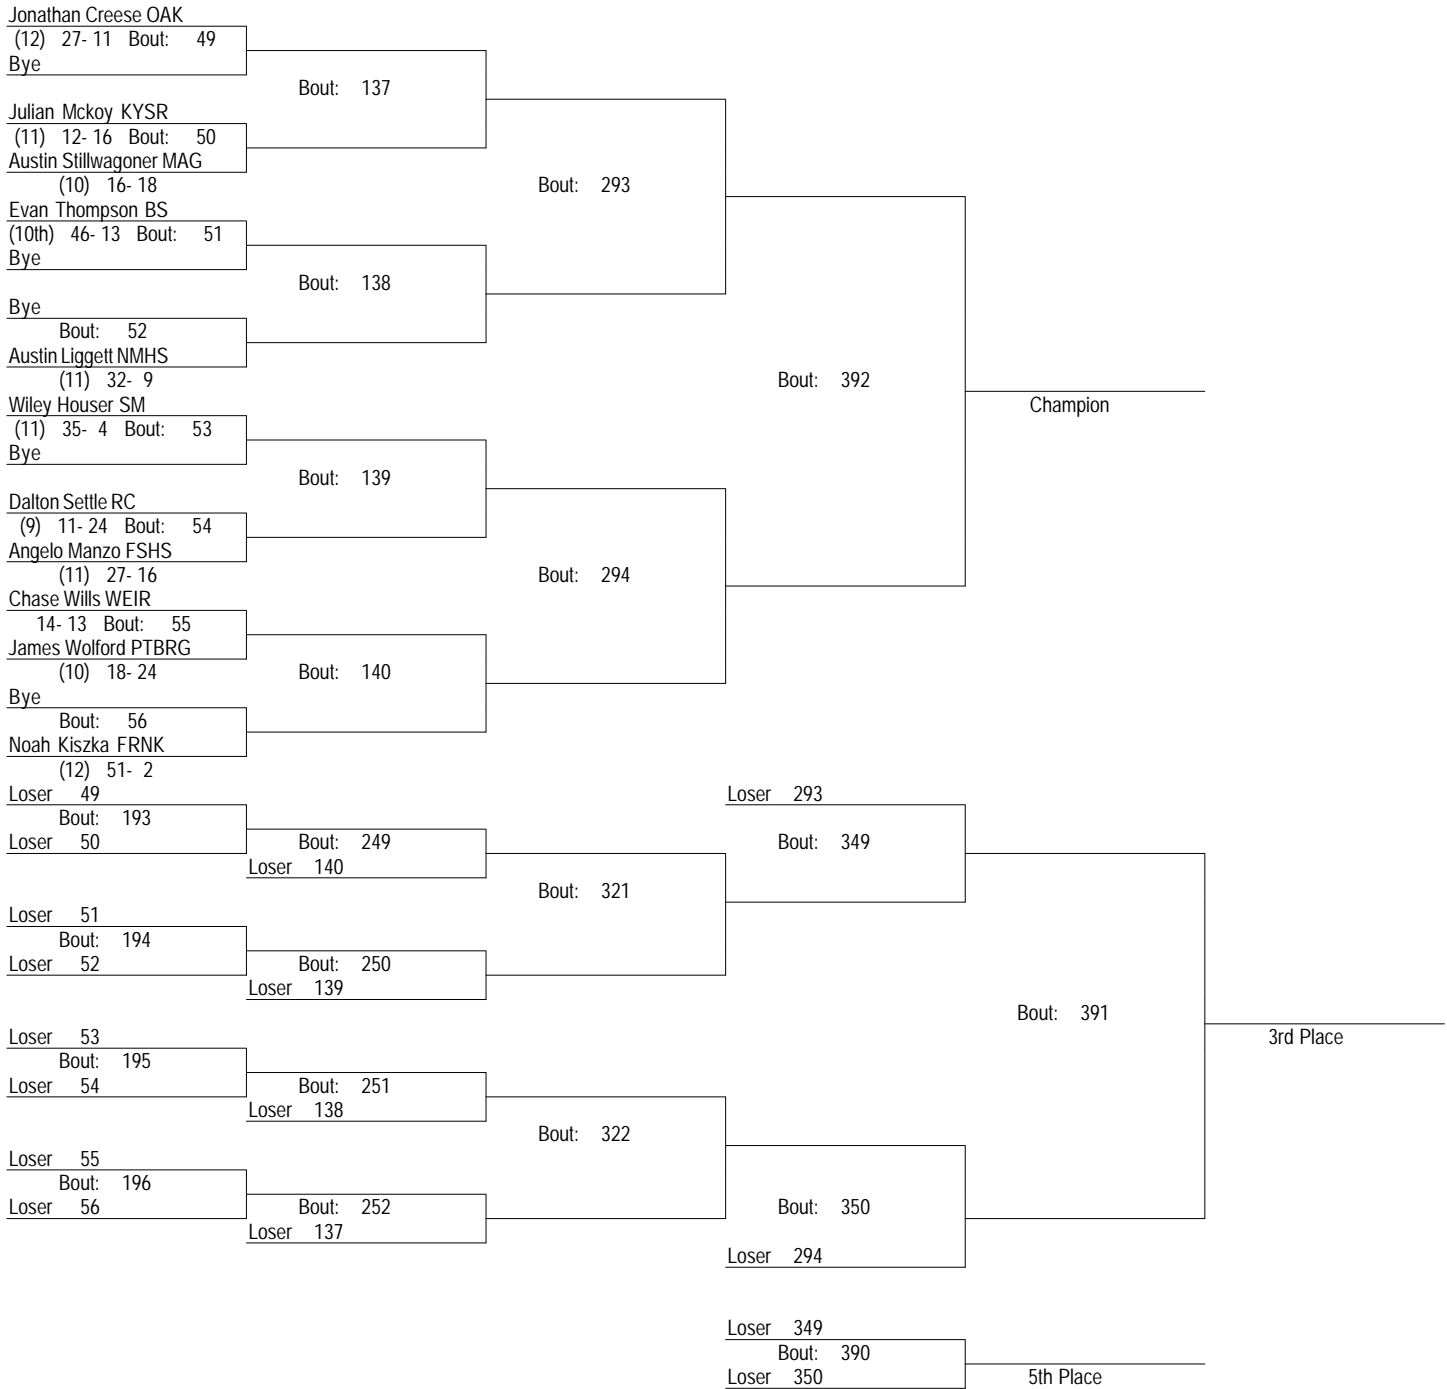 Jonathan Creese OAK
(12) 27- 11 Bout: 49
Bye
Bout: 137
Julian Mckoy KYSR
(11) 12- 16 Bout: 50
Austin Stillwagoner MAG
(10) 16- 18 Bout: 293
Evan Thompson BS
(10th) 46- 13 Bout: 51
Bye
Bout: 138
Bye
Bout: 52
Austin Liggett NMHS
(11) 32- 9 Bout: 392
Wiley Houser SM Champion
(11) 35- 4 Bout: 53
Bye
Bout: 139
Dalton Settle RC
(9) 11- 24 Bout: 54
Angelo Manzo FSHS
(11) 27- 16 Bout: 294
Chase Wills WEIR
14- 13 Bout: 55
James Wolford PTBRG
(10) 18- 24 Bout: 140
Bye
Bout: 56
Noah Kiszka FRNK
(12) 51- 2
Loser 49 Loser 293
Bout: 193
Loser 50 Bout: 249 Bout: 349
Loser 140
Bout: 321
Loser 51
Bout: 194
Loser 52 Bout: 250
Loser 139
Bout: 391
Loser 53 3rd Place
Bout: 195
Loser 54 Bout: 251
Loser 138
Bout: 322
Loser 55
Bout: 196
Loser 56 Bout: 252 Bout: 350
Loser 137
Loser 294
Loser 349
Bout: 390
Loser 350 5th Place